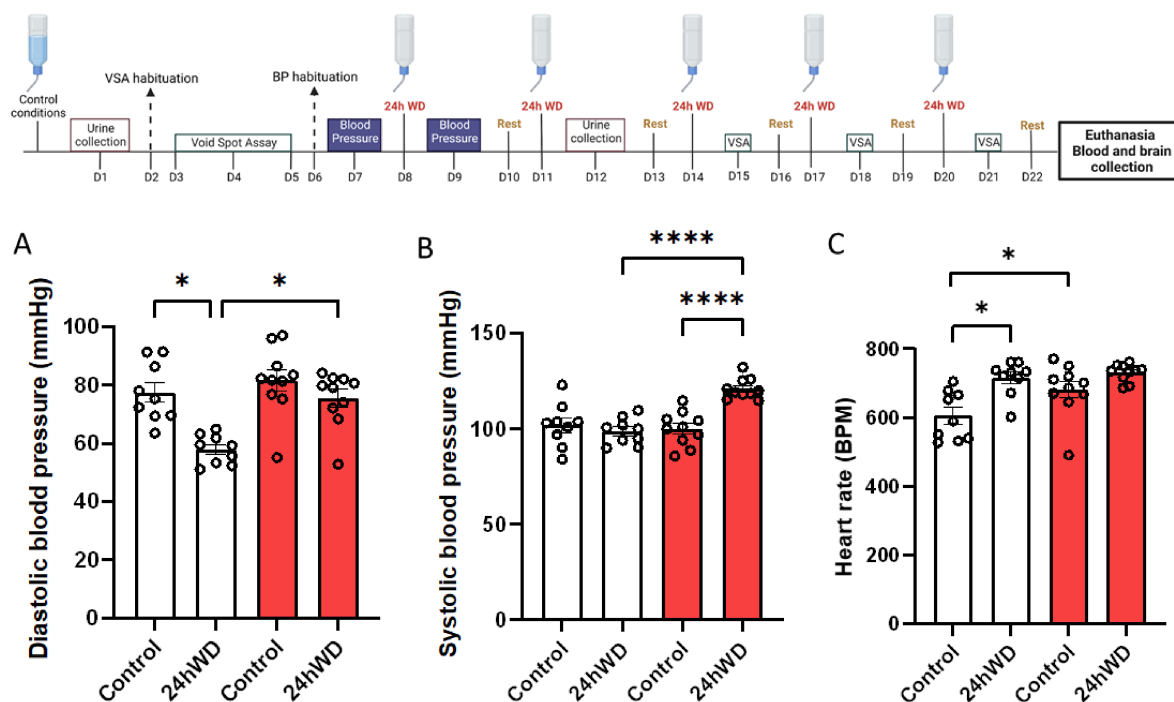 VSA habituation
BP habituation
Control
conditions
24h WD
24h WD
24h WD
24h WD
24h WD
Urine
collection
Void Spot Assay
Blood
Pressure
Blood
Pressure
Rest
Urine
collection
Rest
VSA
Rest
VSA
Rest
VSA
Rest
Euthanasia
Blood and brain
collection
D1
D2
D3
D4
D5
D6
D7
D8
D9
D10
D11
D12
D13
D14
D15
D16
D17
D18
D19
D20
D21
D22
A
Diastolic blodd pressure (mmHg)
*
*
100
80
60
40
20
0
Control
24hWD
Control
24hWD
B
Systolic blood pressure (mmHg)
****
****
150
100
50
0
Control
24hWD
Control
24hWD
C
Heart rate (BPM)
*
*
800
600
400
200
0
Control
24hWD
Control
24hWD